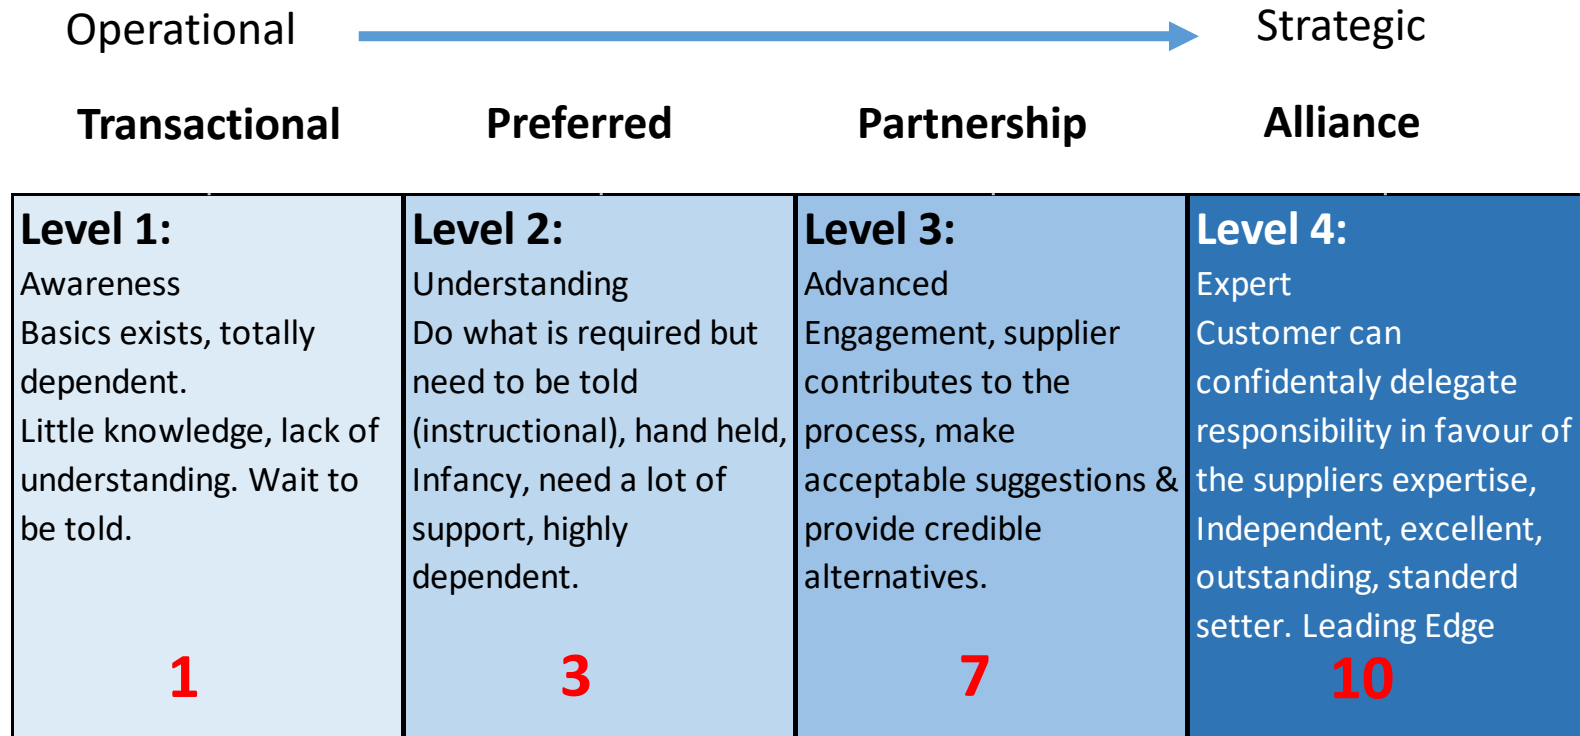 Operational
Strategic
Transactional
Preferred
Partnership
Alliance
Level 1:
Awareness
Basics exists, totally
dependent.
Little knowledge, lack of
understanding. Wait to
be told.
1
Level 2:
Understanding
Do what is required but
need to be told
(instructional), hand held,
Infancy, need a lot of
support, highly
dependent.
3
Level 3:
Advanced
Engagement, supplier
contributes to the
process, make
acceptable suggestions &
provide credible
alternatives.
7
Level 4:
Expert
Customer can
confidentaly delegate
responsibility in favour of
the suppliers expertise,
Independent, excellent,
outstanding, standerd
setter. Leading Edge
10